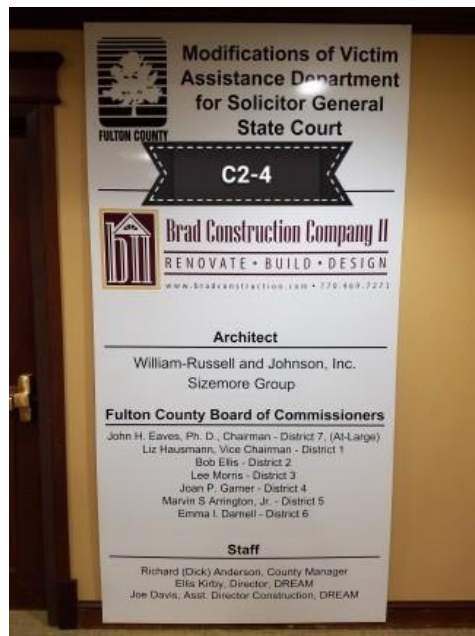 Modifications of Victim
Assistance Department
for Solicitor General
State Court
FULTON COUNTY
C2-4
bII
Brad Construction Company II
RENOVATE • BUILD • DESIGN
www.bradconstruction.com • 770.469.7271
Architect
William-Russell and Johnson, Inc.
Sizemore Group
Fulton County Board of Commissioners
John H. Eaves, Ph. D., Chairman - District 7, (At-Large)
Liz Hausmann, Vice Chairman - District 1
Bob Ellis - District 2
Lee Morris - District 3
Joan P. Garner - District 4
Marvin S Arrington, Jr. - District 5
Emma I. Darnell - District 6
Staff
Richard (Dick) Anderson, County Manager
Ellis Kirby, Director, DREAM
Joe Davis, Asst. Director Construction, DREAM